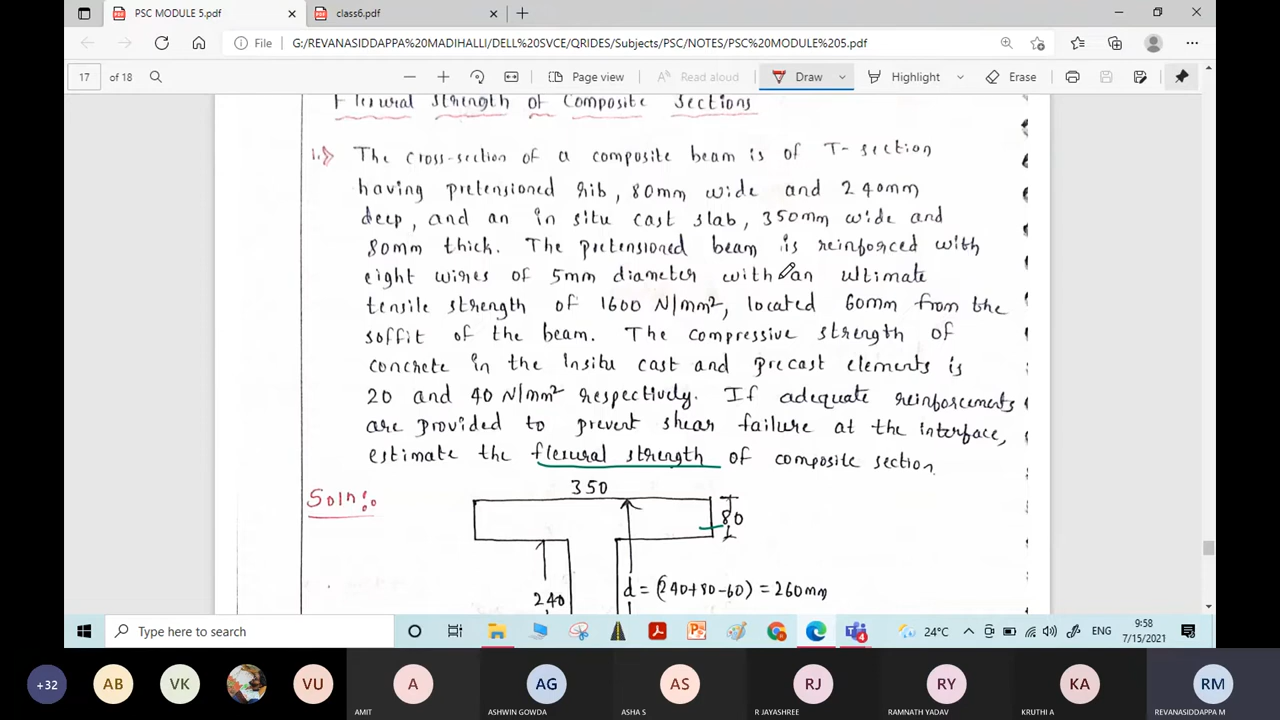 PSC MODULE 5.pdf
class6.pdf
File
G:/REVANASIDDAPPA%20MADIHALLI/DELL%20SVCE/QRIDES/Subjects/PSC/NOTES/PSC%20MODULE%205.pdf
17 of 18
Page view
Read aloud
Draw
Highlight
Erase
Flexural Strength of Composite Sections
1.) The cross-section of a composite beam is of T-section
having pretensioned rib, 80mm wide and 240mm
deep, and an in situ cast slab, 350mm wide and
80mm thick. The pretensioned beam is reinforced with
eight wires of 5mm diameter with an ultimate
tensile strength of 1600 N/mm², located 60mm from the
soffit of the beam. The compressive strength of
concrete in the insitu cast and precast elements is
20 and 40 N/mm² respectively. If adequate reinforcements
are provided to prevent shear failure at the interface,
estimate the flexural strength of composite section.
Soln:
350
80
d = (240+80-60) = 260mm
240
Type here to search
24°C
ENG
9:58
7/15/2021
4
+32
AB
VK
VU
A
AMIT
AG
ASHWIN GOWDA
AS
ASHA S
RJ
R JAYASHREE
RY
RAMNATH YADAV
KA
KRUTHI A
RM
REVANASIDDAPPA M